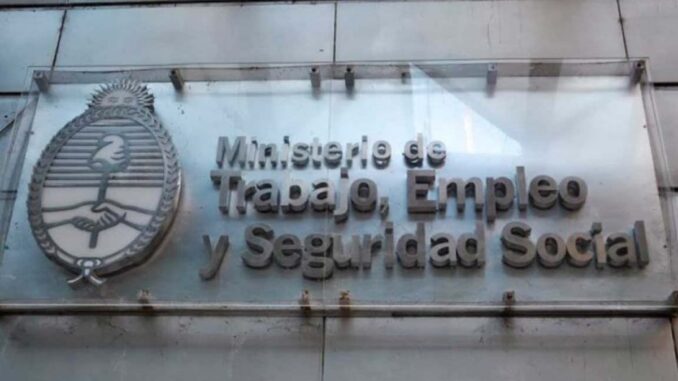 Ministerio de
Trabajo, Empleo
y Seguridad Social